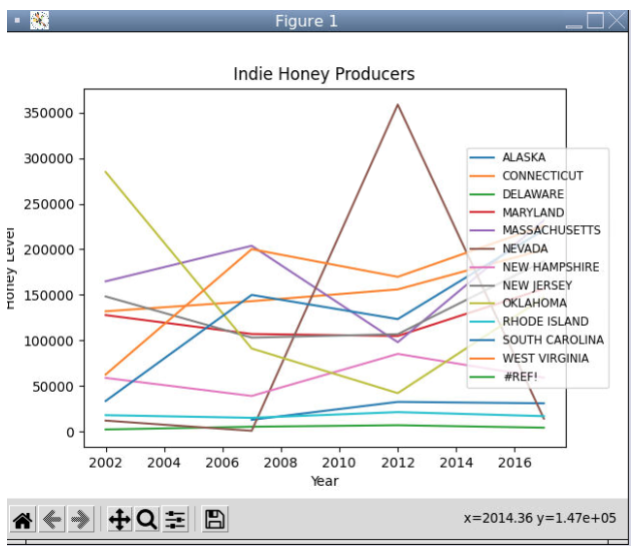 Figure 1
Indie Honey Producers
350000
300000
250000
200000
150000
100000
50000
0
Honey Level
2002 2004 2006 2008 2010 2012 2014 2016
Year
ALASKA
CONNECTICUT
DELAWARE
MARYLAND
MASSACHUSETTS
NEVADA
NEW HAMPSHIRE
NEW JERSEY
OKLAHOMA
RHODE ISLAND
SOUTH CAROLINA
WEST VIRGINIA
#REF!
x=2014.36 y=1.47e+05